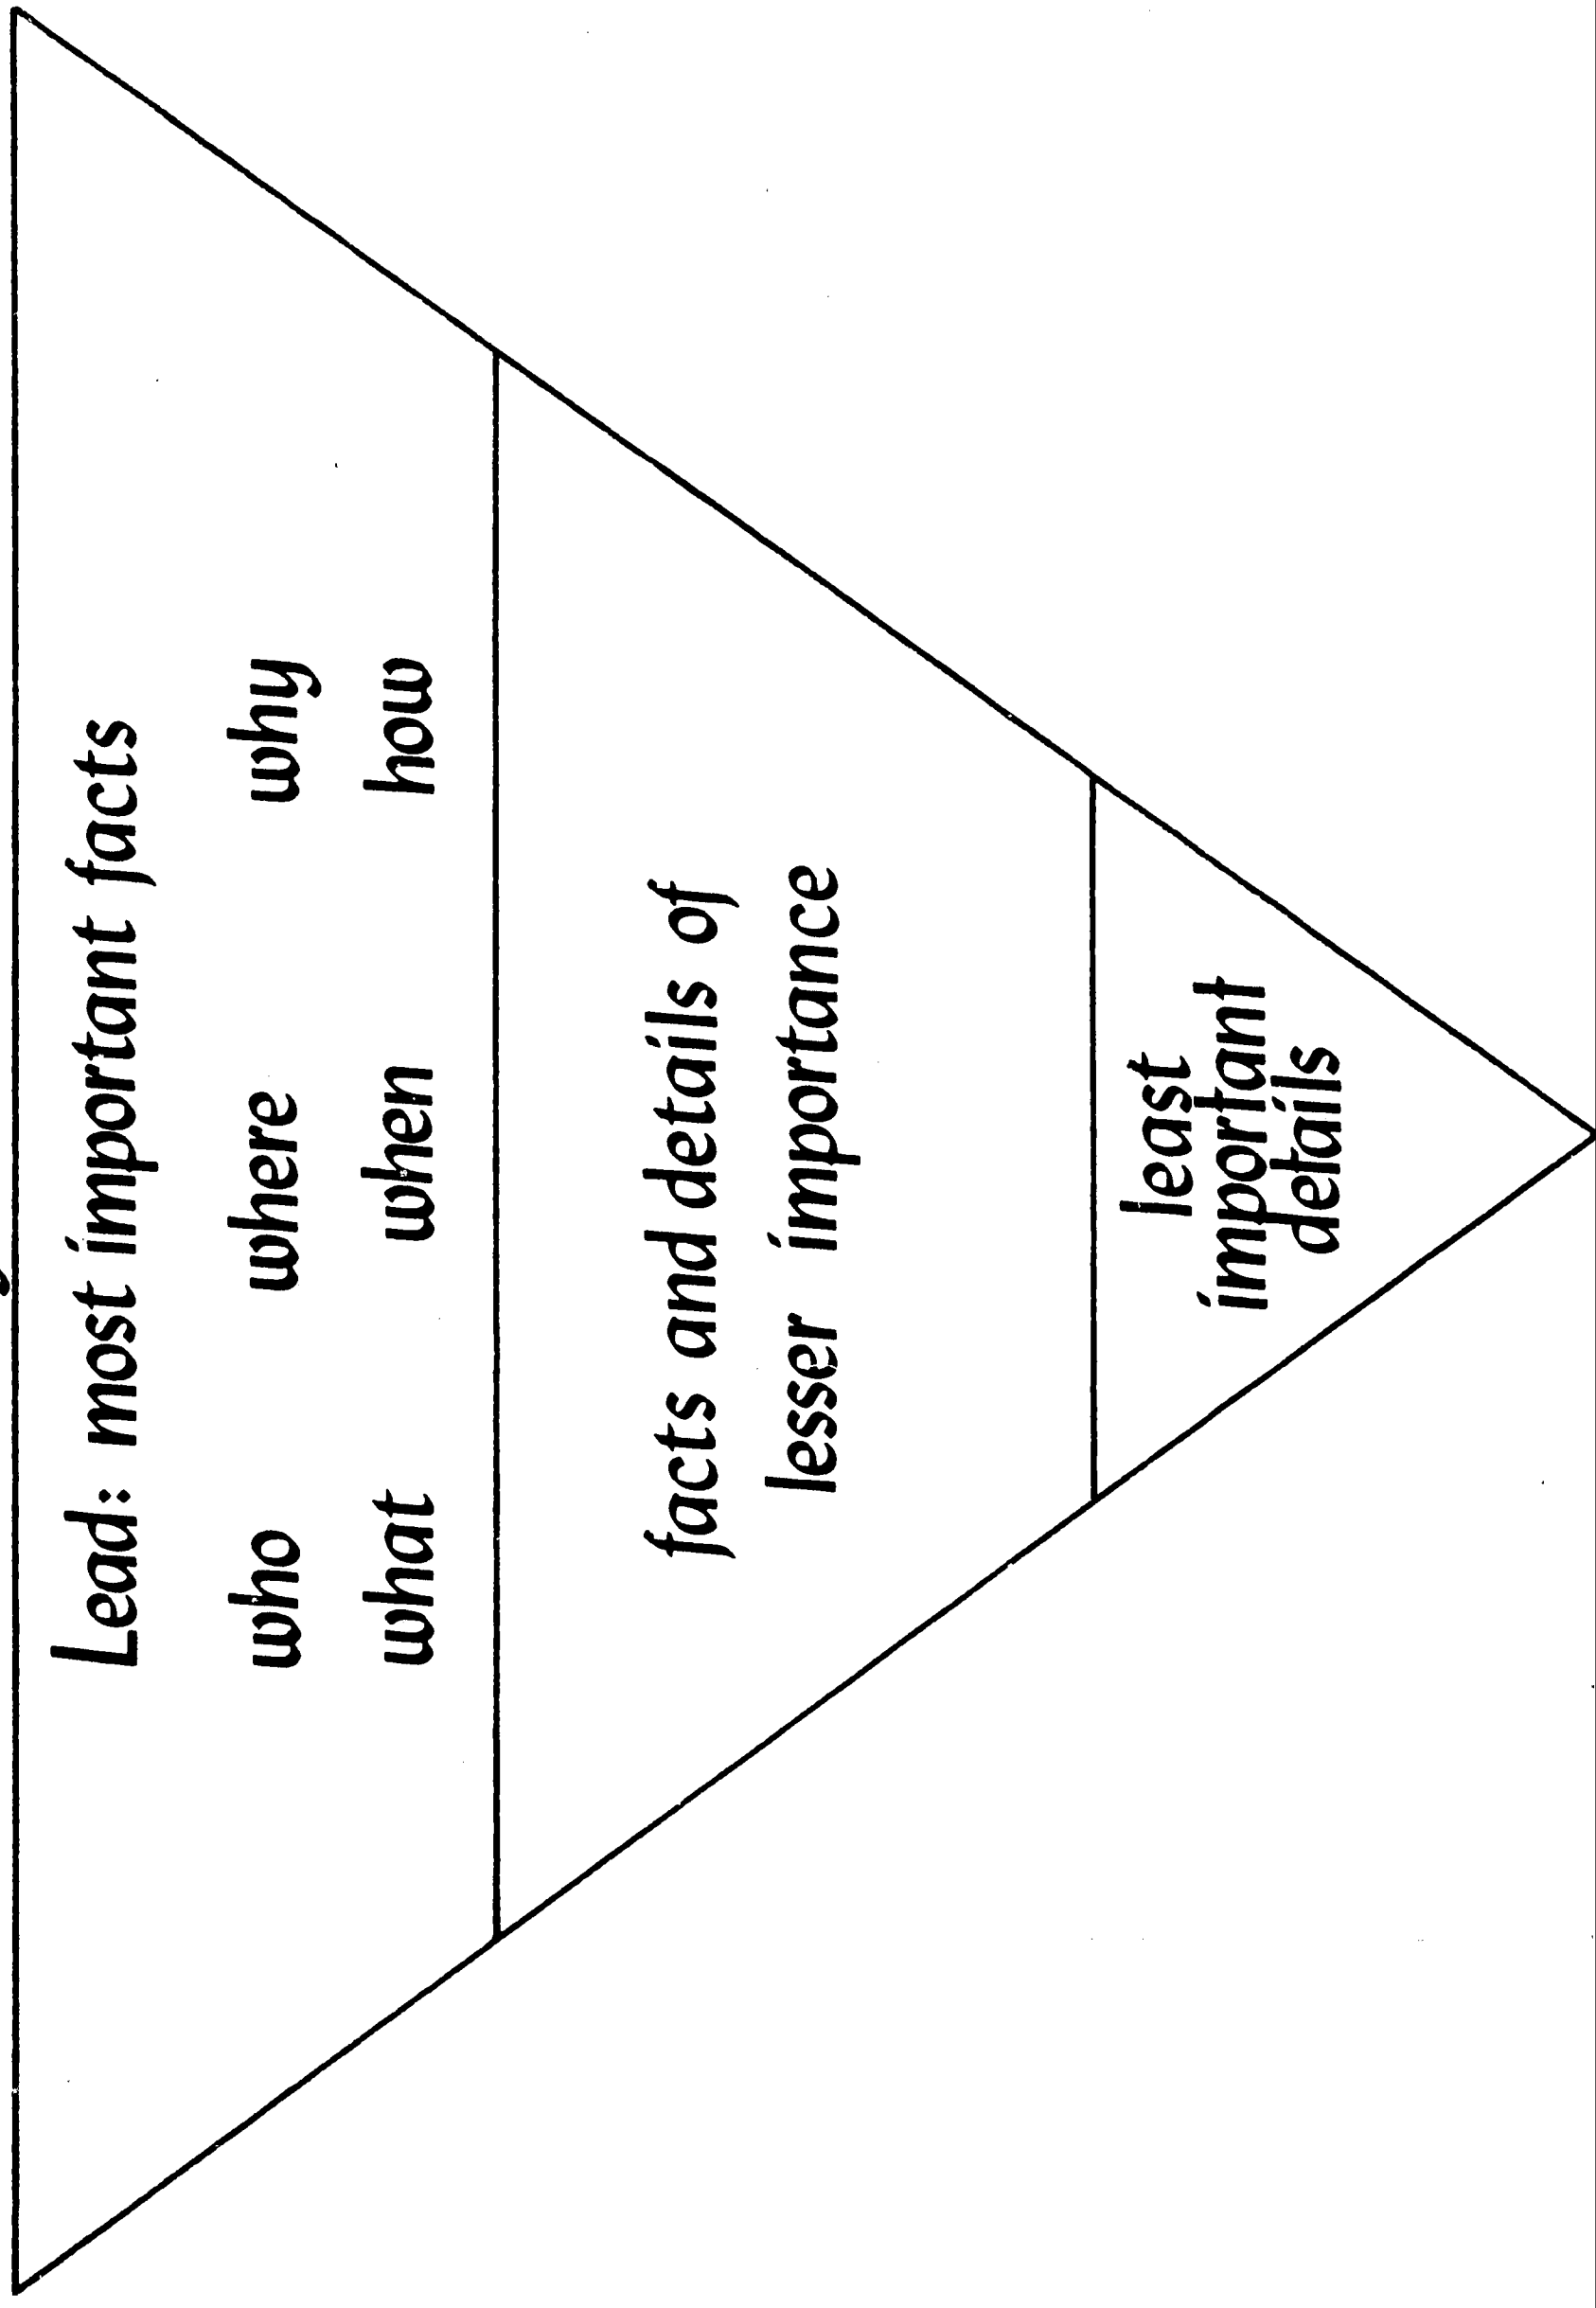 Lead: most important facts
who where why
what when how
facts and details of
lesser importance
least
important
details